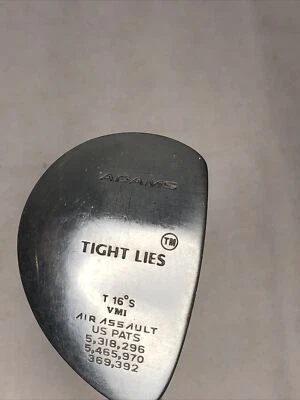 ADAMS
TIGHT LIES TM
T 16°S
VMI
AIR ASSAULT
US PATS
5,318,296
5,465,970
369,392